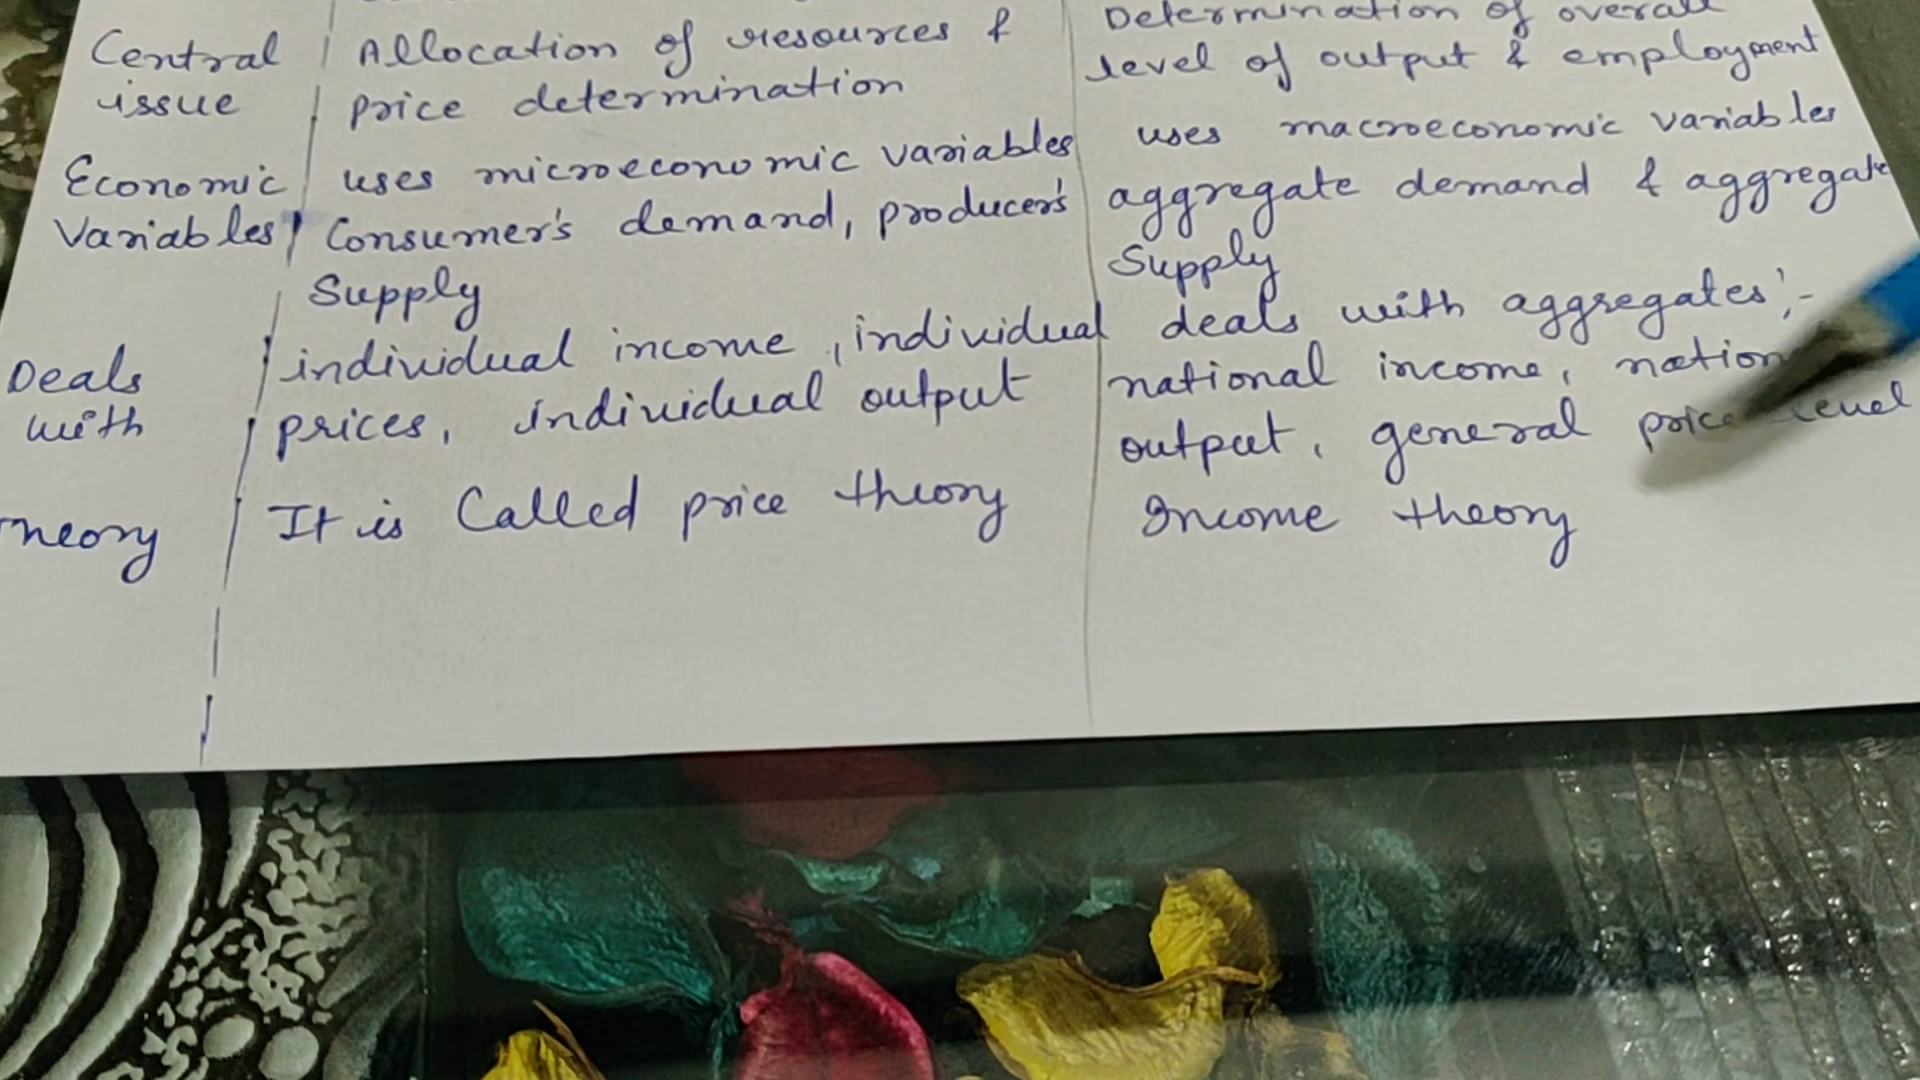 Determination of overall
Central Allocation of resources & level of output & employment
issue price determination
Economic uses microeconomic variables uses macroeconomic variables
Variables Consumer's demand, producer's aggregate demand & aggregate
Supply Supply
Deals individual income, individual deals with aggregates:-
with prices, individual output national income,
output, general level
It is Called price theory Income theory